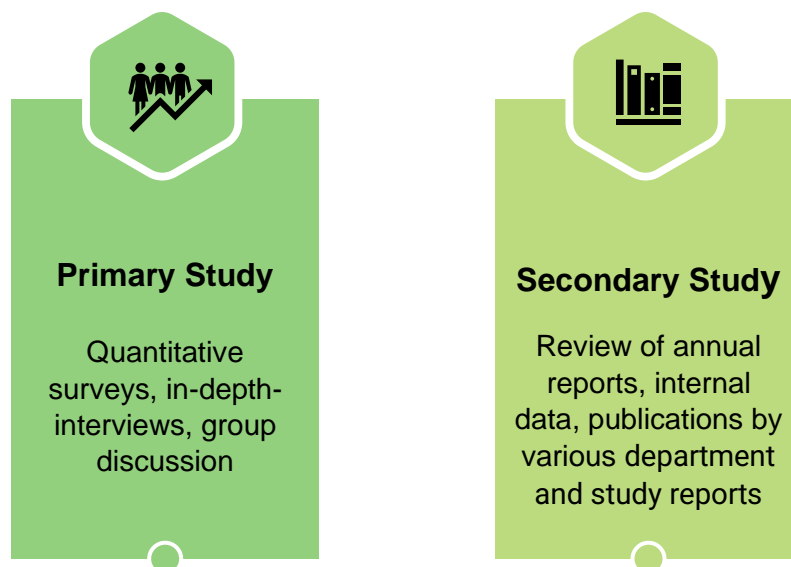 Primary Study
Quantitative
surveys, in-depth-
interviews, group
discussion
Secondary Study
Review of annual
reports, internal
data, publications by
various department
and study reports